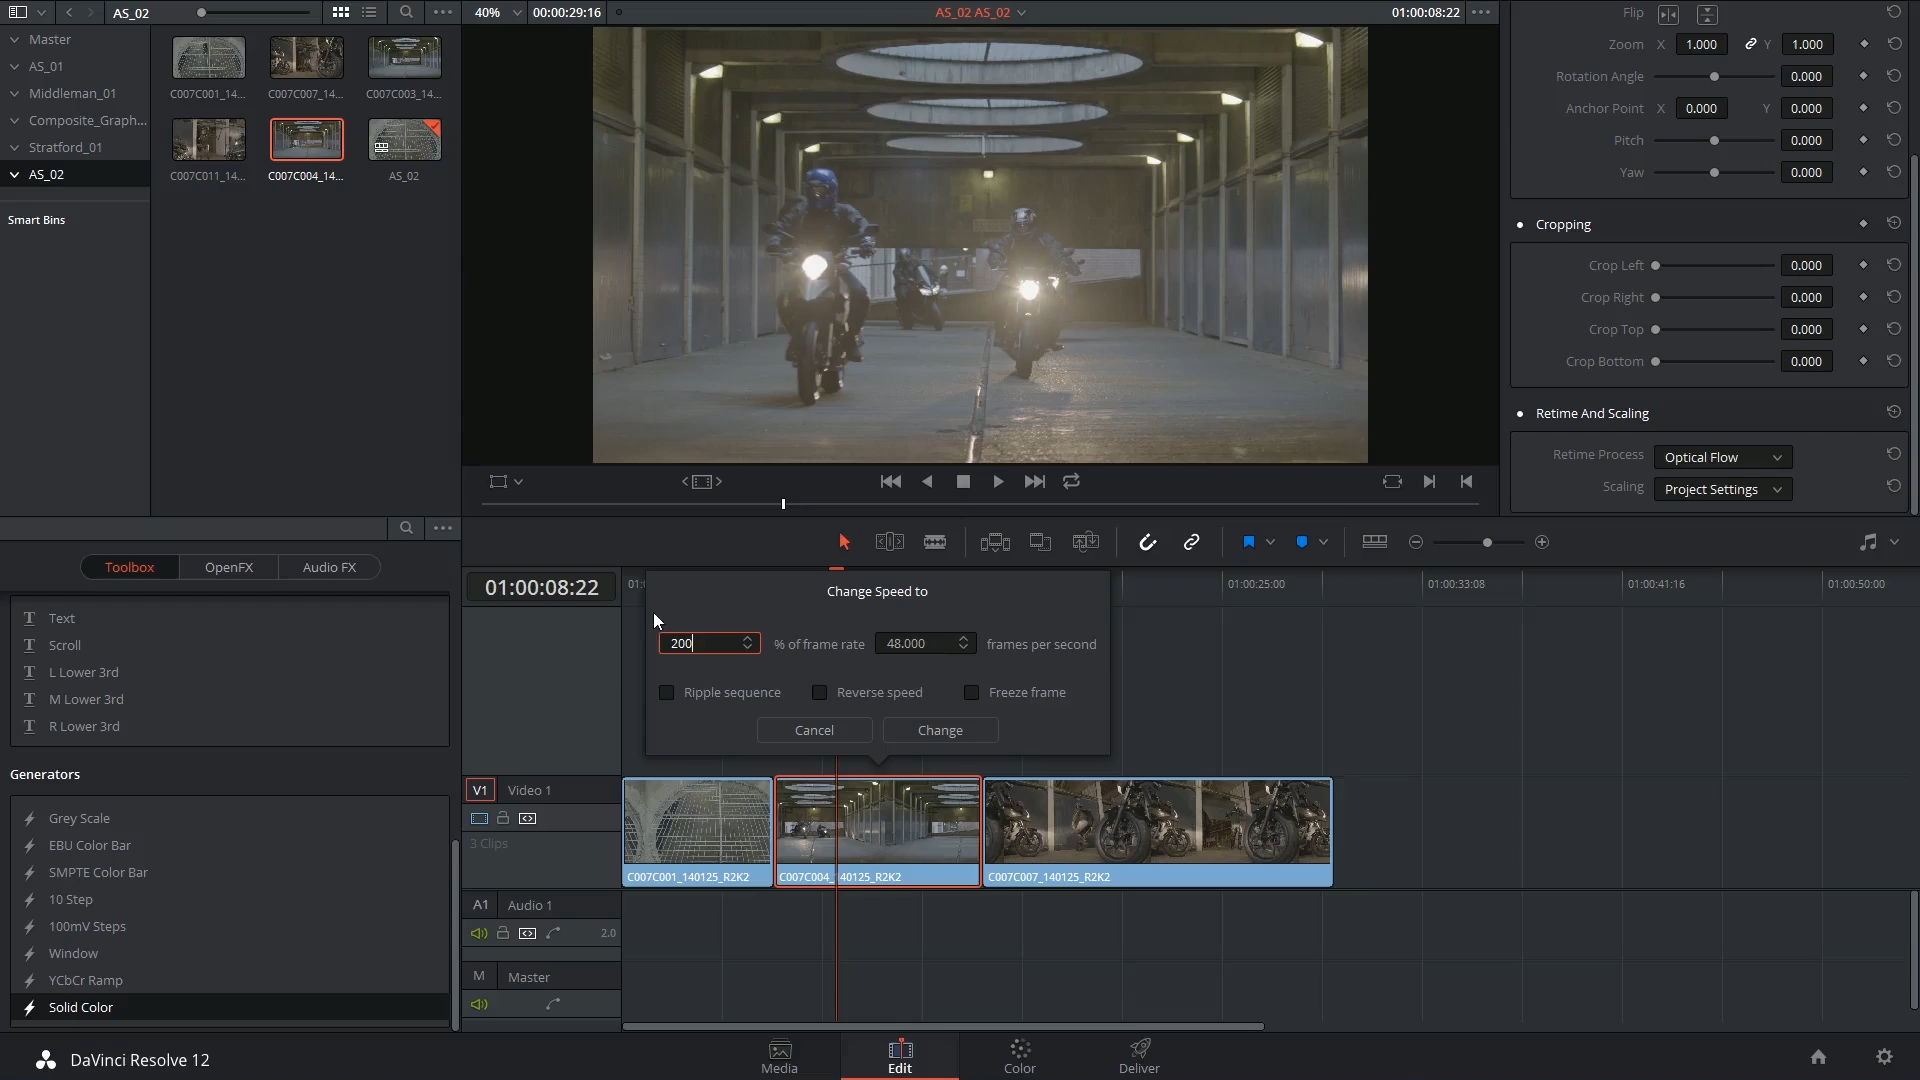 AS_02
40%
00:00:29:16
AS_02 AS_02
01:00:08:22
Master
AS_01
Middleman_01
Composite_Graph...
Stratford_01
AS_02
Smart Bins
C007C001_14...
C007C007_14...
C007C003_14...
C007C011_14...
C007C004_14...
AS_02
Flip
Zoom X 1.000 Y 1.000
Rotation Angle 0.000
Anchor Point X 0.000 Y 0.000
Pitch 0.000
Yaw 0.000
Cropping
Crop Left 0.000
Crop Right 0.000
Crop Top 0.000
Crop Bottom 0.000
Retime And Scaling
Retime Process Optical Flow
Scaling Project Settings
Toolbox
OpenFX
Audio FX
Text
Scroll
L Lower 3rd
M Lower 3rd
R Lower 3rd
Generators
Grey Scale
EBU Color Bar
SMPTE Color Bar
10 Step
100mV Steps
Window
YCbCr Ramp
Solid Color
01:00:08:22
01:00:25:00
01:00:33:08
01:00:41:16
01:00:50:00
Change Speed to
200 % of frame rate 48.000 frames per second
Ripple sequence
Reverse speed
Freeze frame
Cancel
Change
V1 Video 1
3 Clips
C007C001_140125_R2K2
C007C004_140125_R2K2
C007C007_140125_R2K2
A1 Audio 1
2.0
M Master
DaVinci Resolve 12
Media
Edit
Color
Deliver